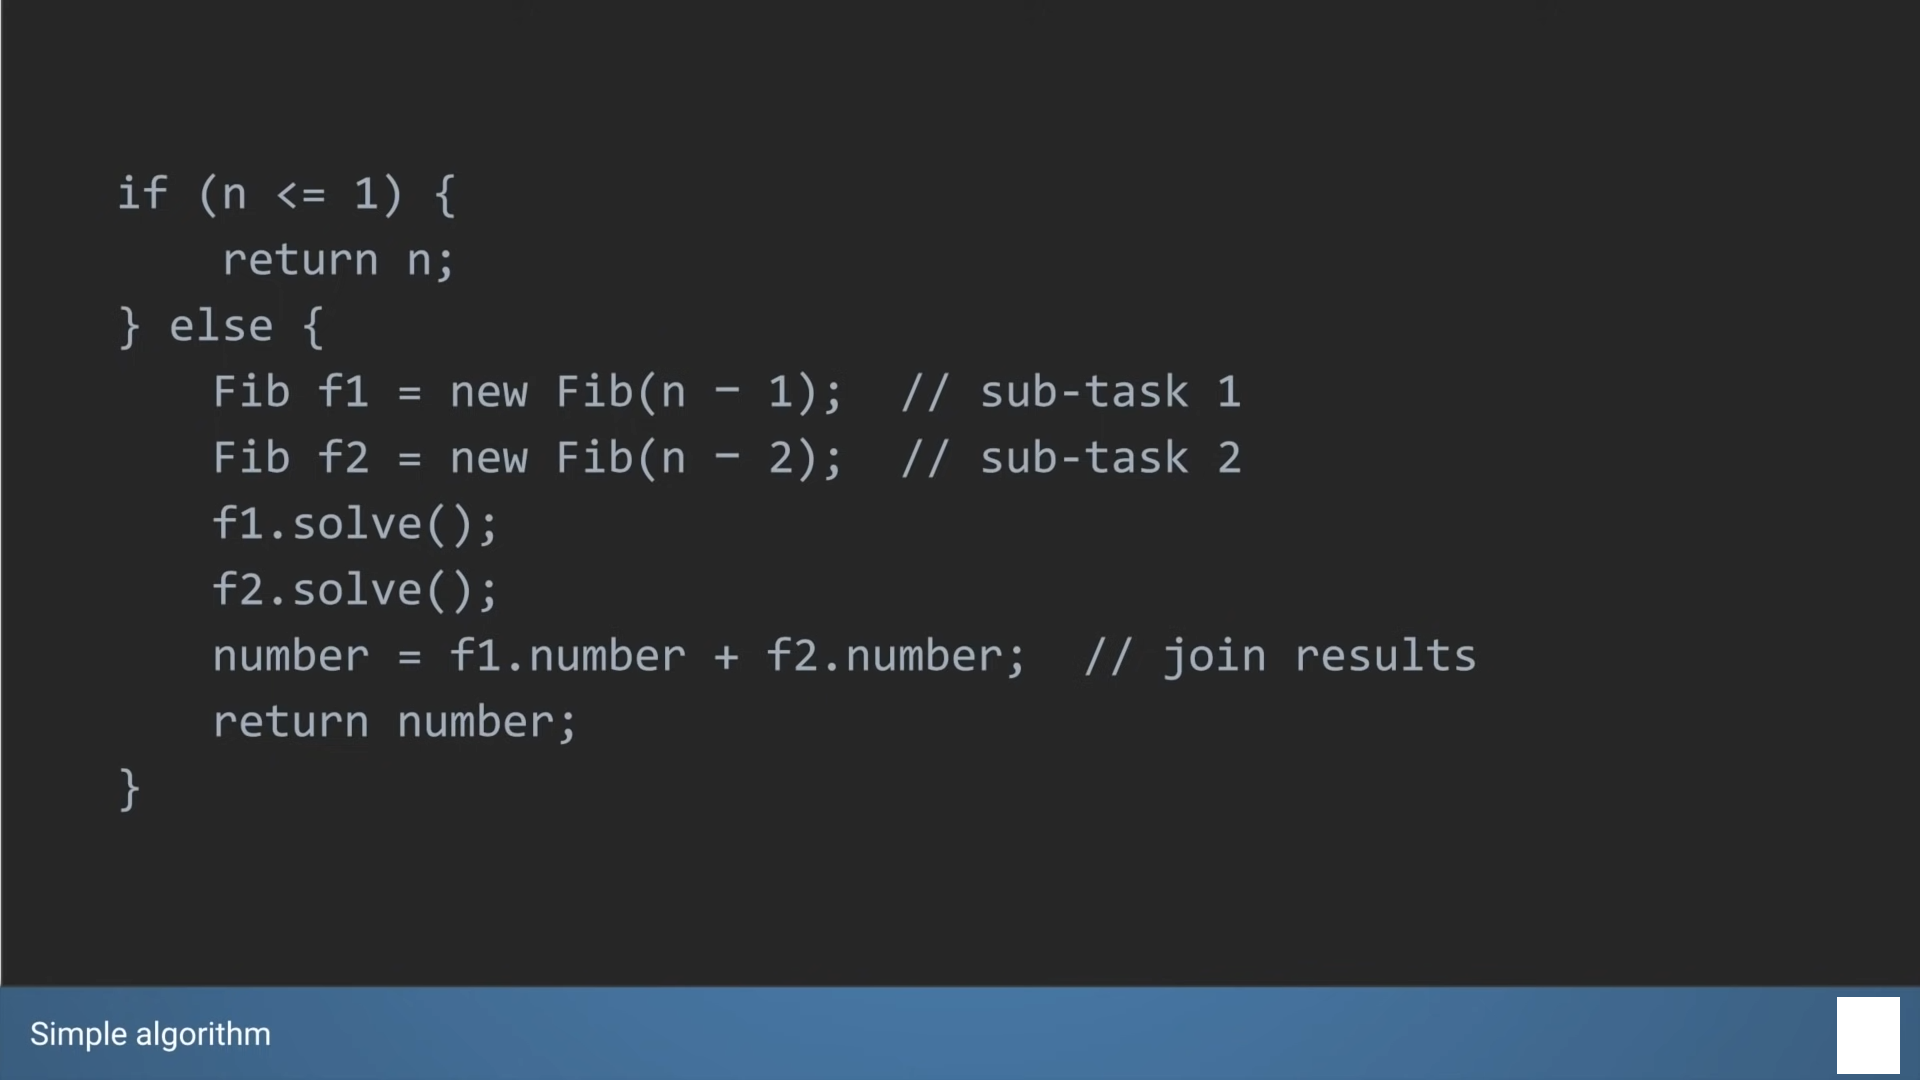 if (n <= 1) {
    return n;
} else {
    Fib f1 = new Fib(n − 1);  // sub-task 1
    Fib f2 = new Fib(n − 2);  // sub-task 2
    f1.solve();
    f2.solve();
    number = f1.number + f2.number;  // join results
    return number;
}
Simple algorithm